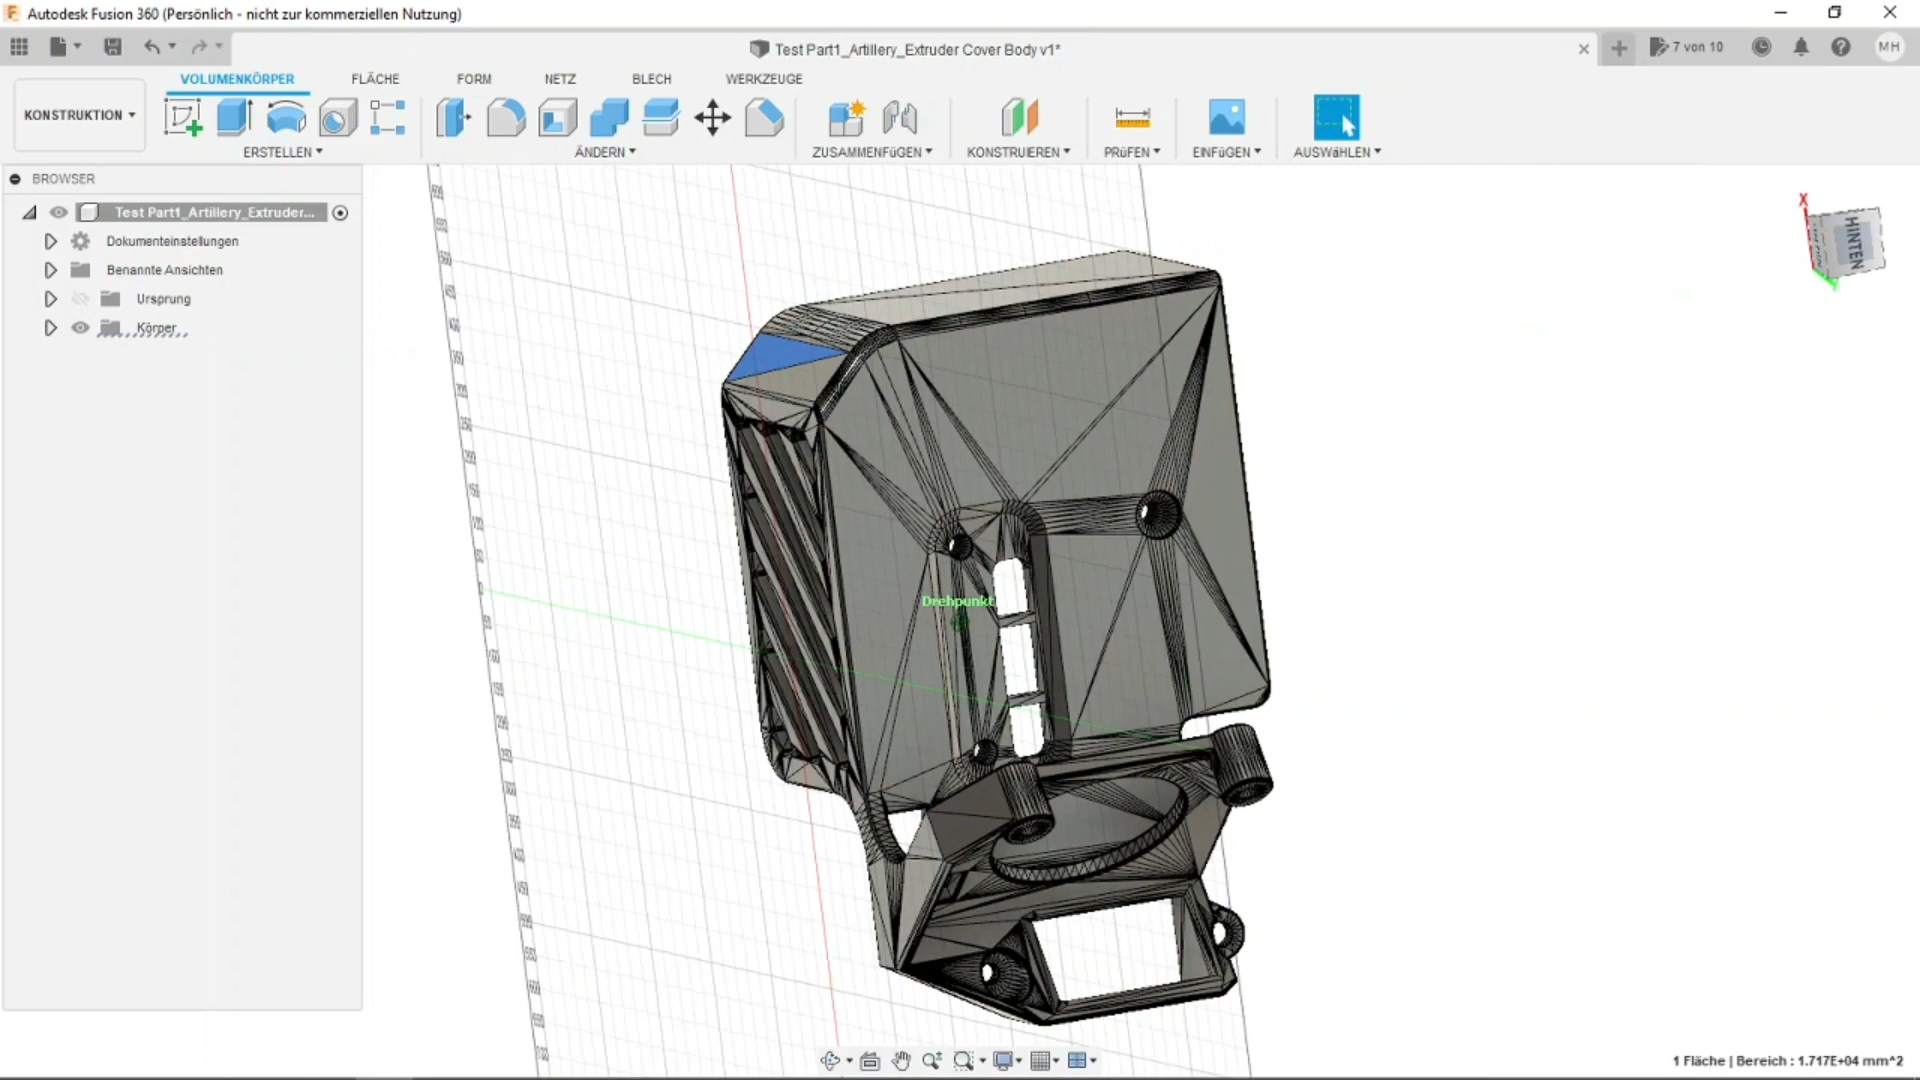 Autodesk Fusion 360 (Persönlich - nicht zur kommerziellen Nutzung)
Test Part1_Artillery_Extruder Cover Body v1*
7 von 10
MH
VOLUMENKÖRPER FLÄCHE FORM NETZ BLECH WERKZEUGE
KONSTRUKTION
ERSTELLEN ÄNDERN ZUSAMMENFÜGEN KONSTRUIEREN PRÜFEN EINFÜGEN AUSWÄHLEN
BROWSER
Test Part1_Artillery_Extruder...
Dokumenteinstellungen
Benannte Ansichten
Ursprung
Körper
X
HINTEN
Y
Drehpunkt
1 Fläche | Bereich : 1.717E+04 mm^2